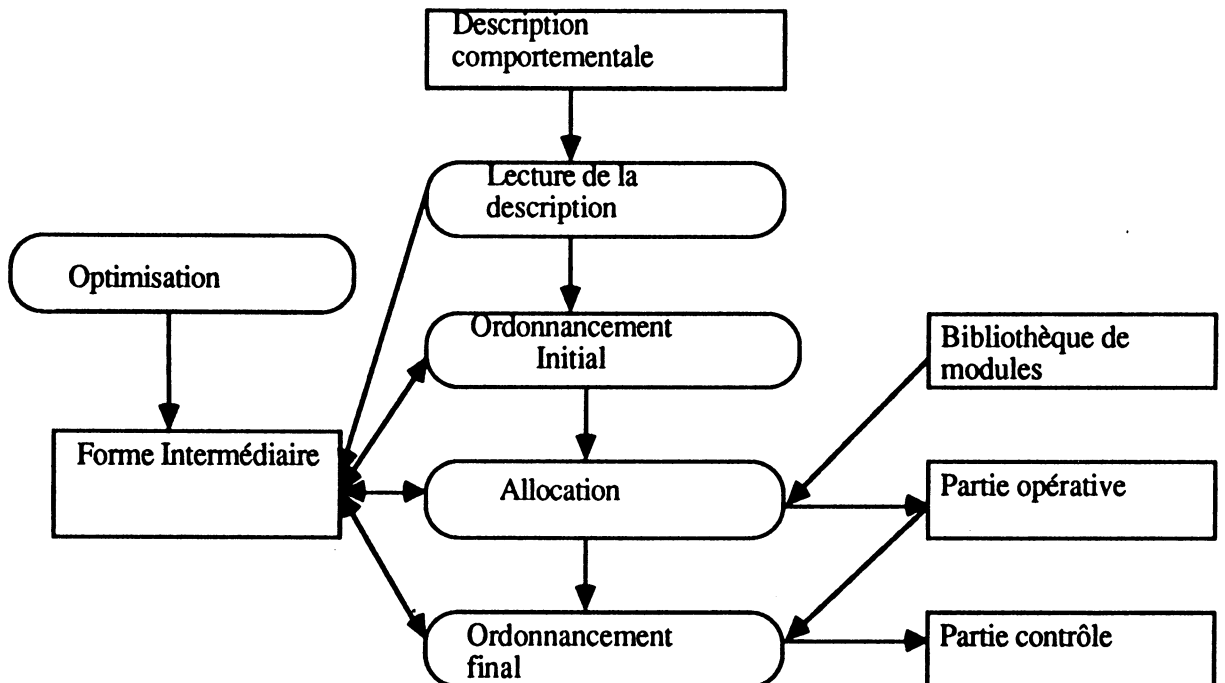 Description
comportementale
Lecture de la
description
Optimisation
Ordonnancement
Initial
Bibliothèque de
modules
Forme Intermédiaire
Allocation
Partie opérative
Ordonnancement
final
Partie contrôle